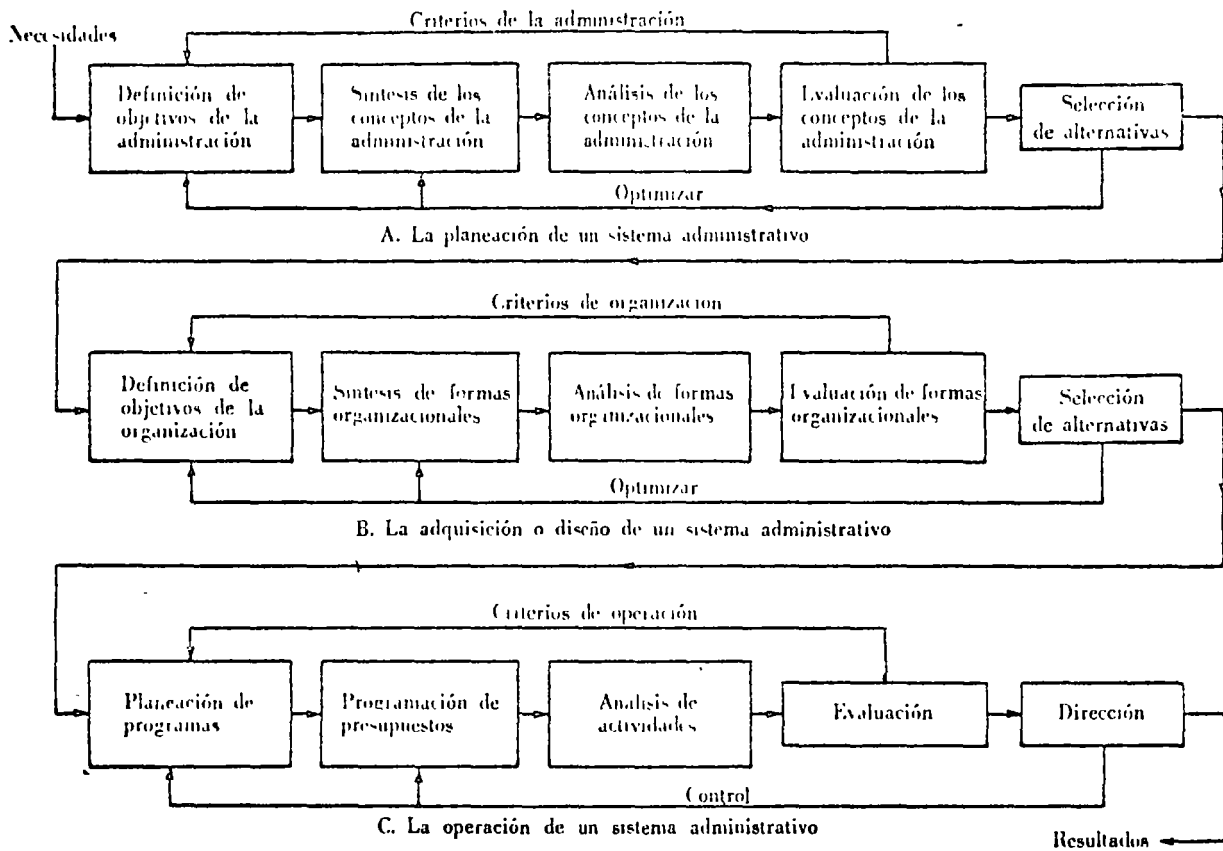 Criterios de la administración
Necesidades
Definición de
objetivos de la
administración
Síntesis de los
conceptos de la
administración
Análisis de los
conceptos de la
administración
Evaluación de los
conceptos de la
administración
Selección
de alternativas
Optimizar
A. La planeación de un sistema administrativo
Criterios de organización
Definición de
objetivos de la
organización
Síntesis de formas
organizacionales
Análisis de formas
organizacionales
Evaluación de formas
organizacionales
Selección
de alternativas
Optimizar
B. La adquisición o diseño de un sistema administrativo
Criterios de operación
Planeación de
programas
Programación de
presupuestos
Análisis de
actividades
Evaluación
Dirección
Control
C. La operación de un sistema administrativo
Resultados